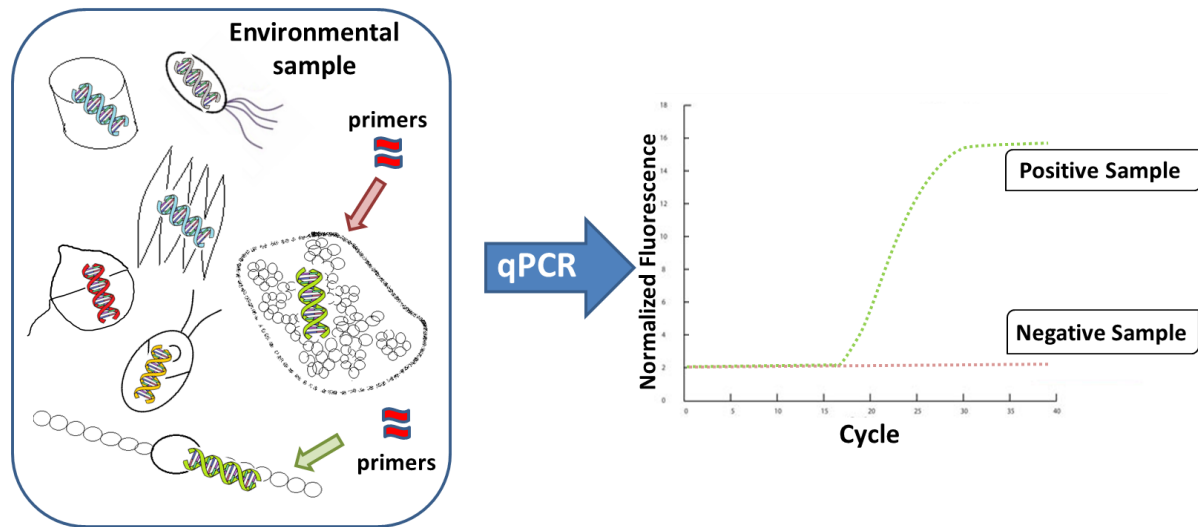 Environmental
sample
primers
primers
qPCR
Normalized Fluorescence
18
16
14
12
10
8
6
4
2
0
0
5
10
15
20
25
30
35
40
Cycle
Positive Sample
Negative Sample